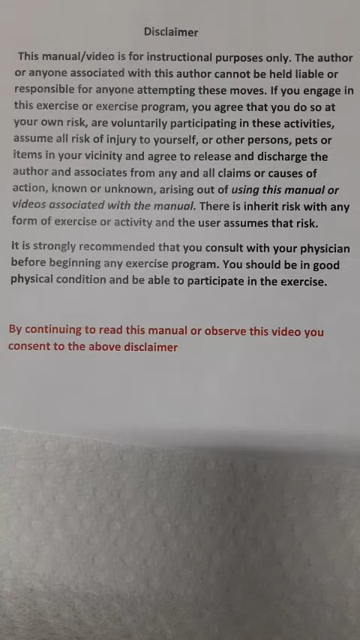 Disclaimer
This manual/video is for instructional purposes only. The author
or anyone associated with this author cannot be held liable or
responsible for anyone attempting these moves. If you engage in
this exercise or exercise program, you agree that you do so at
your own risk, are voluntarily participating in these activities,
assume all risk of injury to yourself, or other persons, pets or
items in your vicinity and agree to release and discharge the
author and associates from any and all claims or causes of
action, known or unknown, arising out of using this manual or
videos associated with the manual. There is inherit risk with any
form of exercise or activity and the user assumes that risk.
It is strongly recommended that you consult with your physician
before beginning any exercise program. You should be in good
physical condition and be able to participate in the exercise.
By continuing to read this manual or observe this video you
consent to the above disclaimer